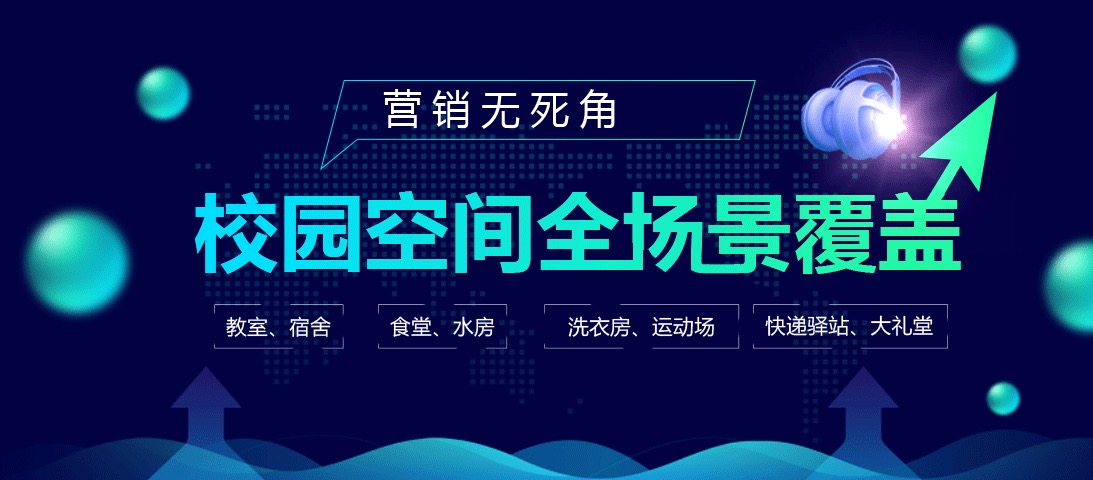 营销无死角
校园空间全场景覆盖
教室、宿舍
食堂、水房
洗衣房、运动场
快递驿站、大礼堂